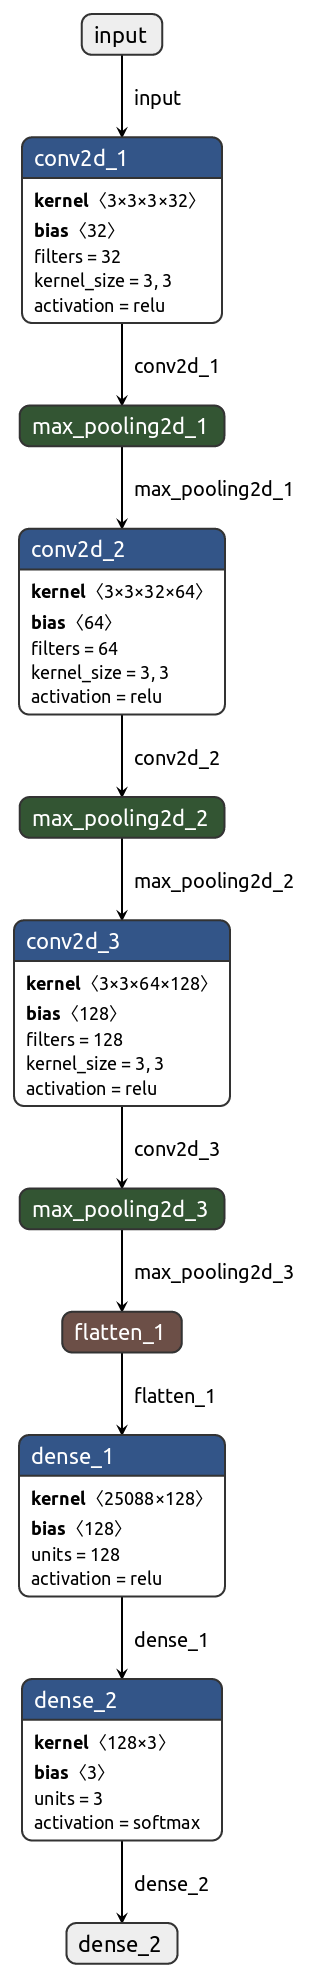 input
input
conv2d_1
kernel 〈3×3×3×32〉
bias 〈32〉
filters = 32
kernel_size = 3, 3
activation = relu
conv2d_1
max_pooling2d_1
max_pooling2d_1
conv2d_2
kernel 〈3×3×32×64〉
bias 〈64〉
filters = 64
kernel_size = 3, 3
activation = relu
conv2d_2
max_pooling2d_2
max_pooling2d_2
conv2d_3
kernel 〈3×3×64×128〉
bias 〈128〉
filters = 128
kernel_size = 3, 3
activation = relu
conv2d_3
max_pooling2d_3
max_pooling2d_3
flatten_1
flatten_1
dense_1
kernel 〈25088×128〉
bias 〈128〉
units = 128
activation = relu
dense_1
dense_2
kernel 〈128×3〉
bias 〈3〉
units = 3
activation = softmax
dense_2
dense_2